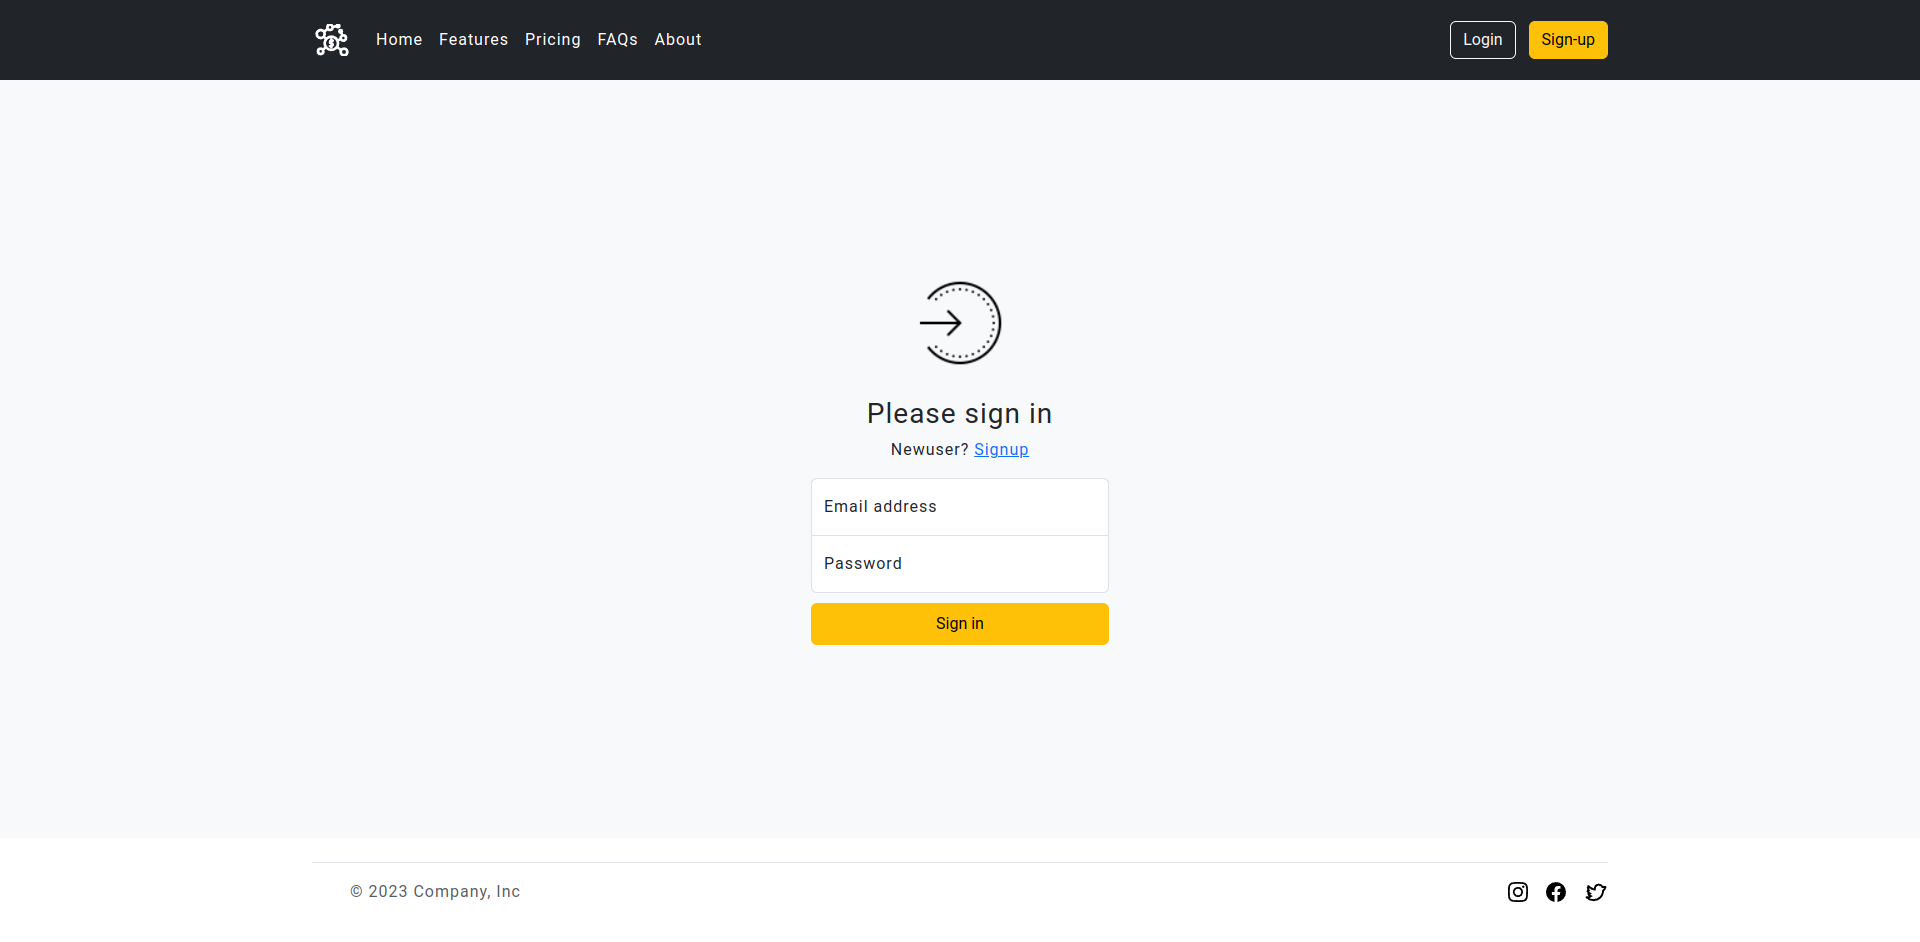 Home Features Pricing FAQs About Login Sign-up
Please sign in
Newuser? Signup
Email address
Password
Sign in
© 2023 Company, Inc